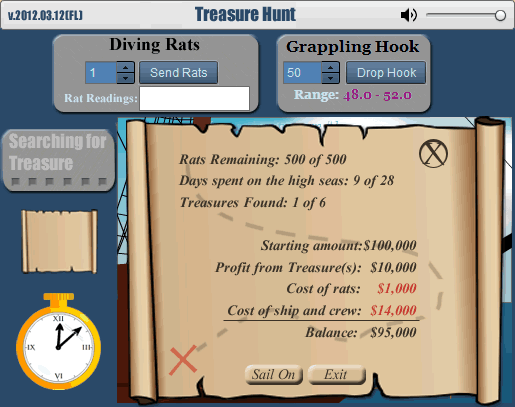 v.2012.03.12(FL)
Treasure Hunt
Diving Rats
1
Send Rats
Rat Readings:
Grappling Hook
50
Drop Hook
Range: 48.0 - 52.0
Searching for
Treasure
Rats Remaining: 500 of 500
Days spent on the high seas: 9 of 28
Treasures Found: 1 of 6
Starting amount:$100,000
Profit from Treasure(s): $10,000
Cost of rats: $1,000
Cost of ship and crew: $14,000
Balance: $95,000
Sail On
Exit
X
XII
III
VI
IX